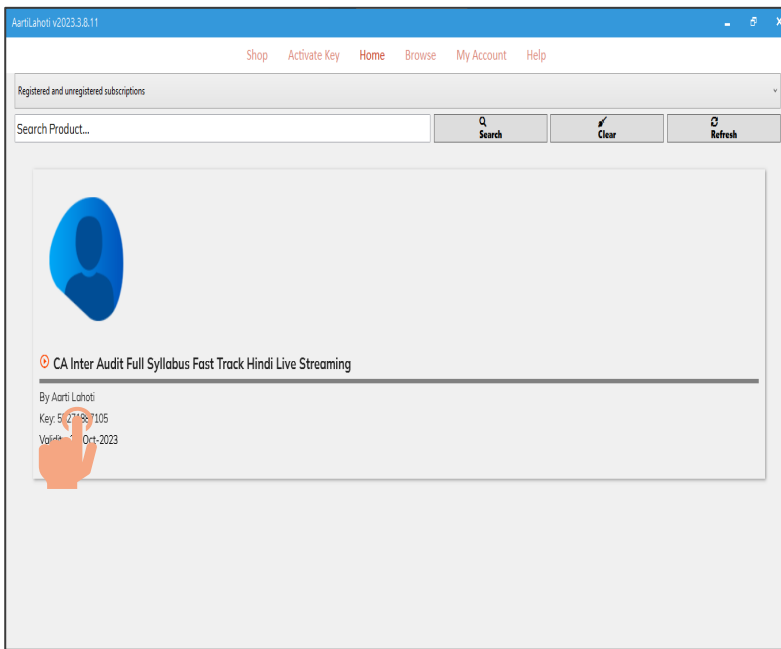 AartiLahoti v2023.3.8.11
Shop Activate Key Home Browse My Account Help
Registered and unregistered subscriptions
Search Product...
Search
Clear
Refresh
CA Inter Audit Full Syllabus Fast Track Hindi Live Streaming
By Aarti Lahoti
Key:
Oct-2023